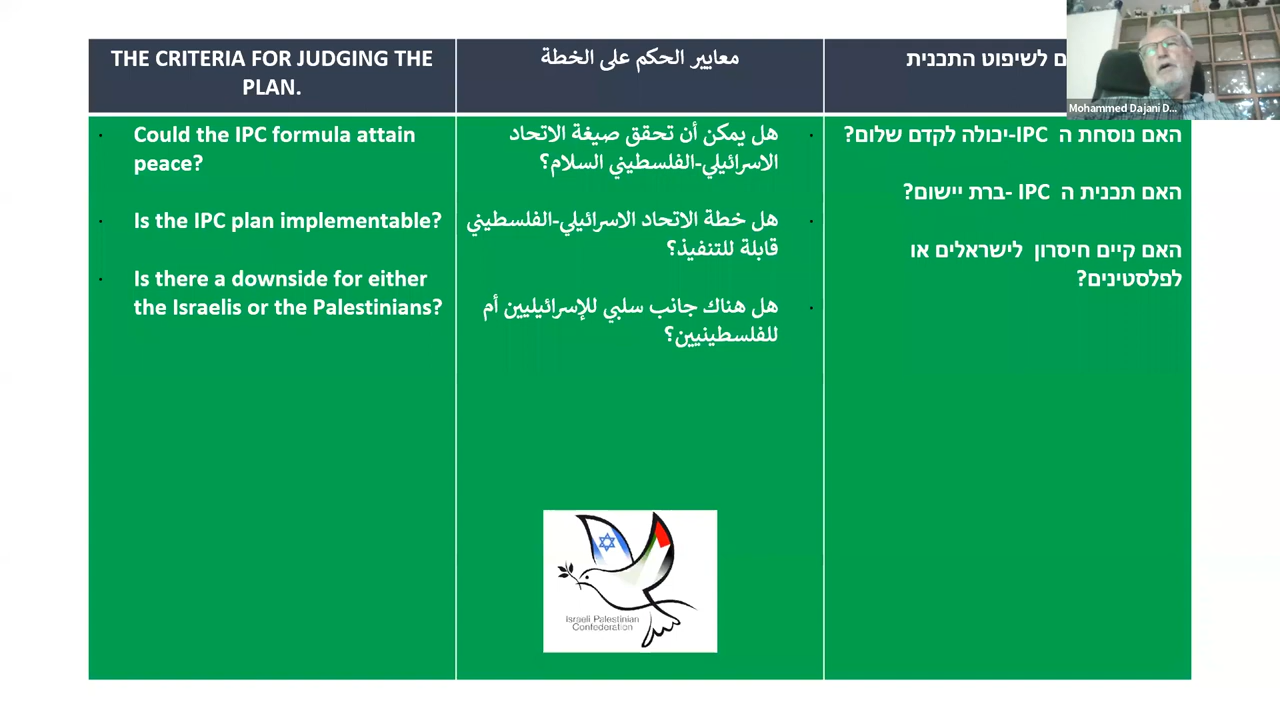 THE CRITERIA FOR JUDGING THE
PLAN.
Could the IPC formula attain
peace?
Is the IPC plan implementable?
Is there a downside for either
the Israelis or the Palestinians?
معايير الحكم على الخطة
هل يمكن أن تحقق صيغة الاتحاد
الاسرائيلي-الفلسطيني السلام؟
هل خطة الاتحاد الاسرائيلي-الفلسطيني
قابلة للتنفيذ؟
هل هناك جانب سلبي للإسرائيليين أم
للفلسطينيين؟
לשיפוט התכנית
האם נוסחת ה IPC-יכולה לקדם שלום?
האם תכנית ה IPC -ברת יישום?
האם קיים חיסרון לישראלים או
לפלסטינים?
Israeli Palestinian
Confederation
Mohammed Dajani D...